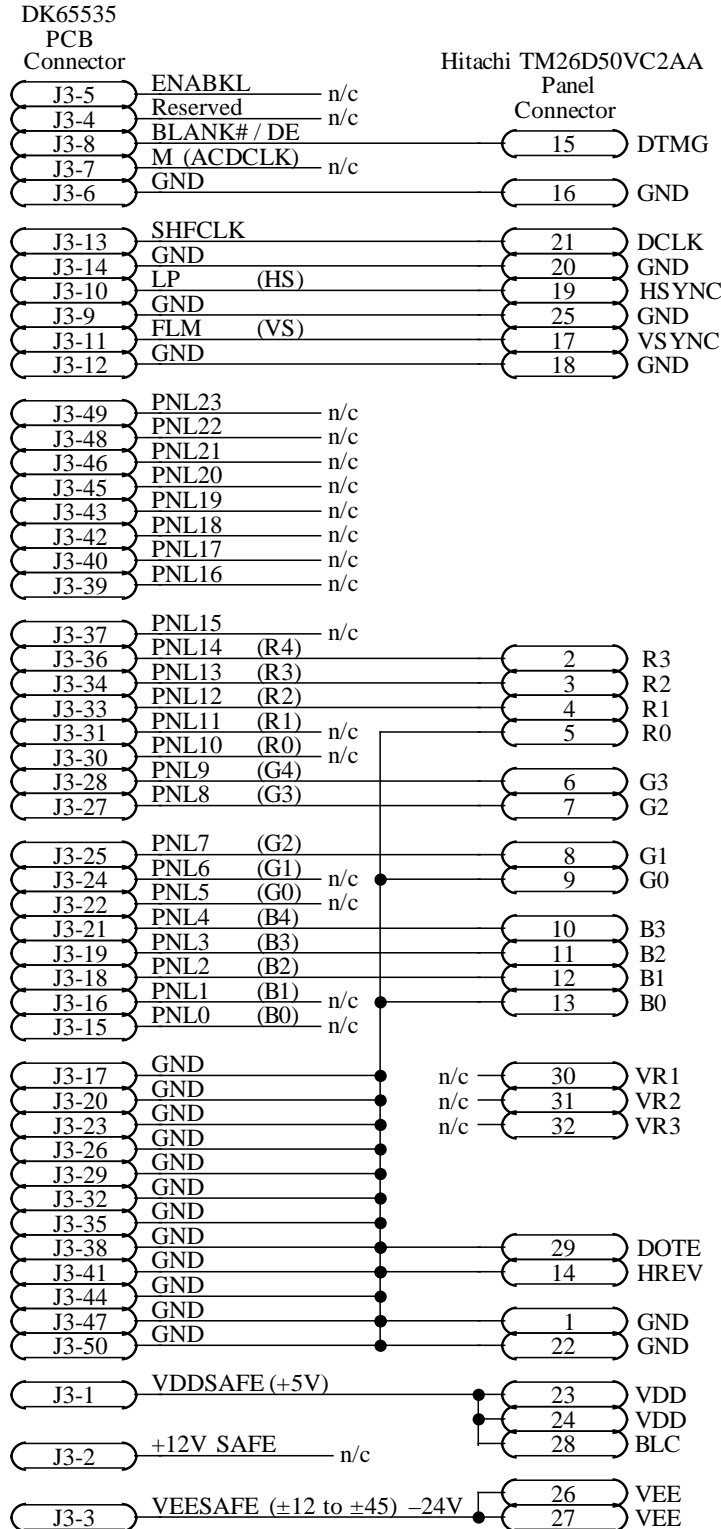 DK65535
PCB
Connector
Hitachi TM26D50VC2AA
Panel
Connector
J3-5 ENABKL n/c
J3-4 Reserved n/c
J3-8 BLANK# / DE 15 DTMG
J3-7 M (ACDCLK) n/c
J3-6 GND 16 GND
J3-13 SHFCLK 21 DCLK
J3-14 GND 20 GND
J3-10 LP (HS) 19 HSYNC
J3-9 GND 25 GND
J3-11 FLM (VS) 17 VSYNC
J3-12 GND 18 GND
J3-49 PNL23 n/c
J3-48 PNL22 n/c
J3-46 PNL21 n/c
J3-45 PNL20 n/c
J3-43 PNL19 n/c
J3-42 PNL18 n/c
J3-40 PNL17 n/c
J3-39 PNL16 n/c
J3-37 PNL15 n/c
J3-36 PNL14 (R4) 2 R3
J3-34 PNL13 (R3) 3 R2
J3-33 PNL12 (R2) 4 R1
J3-31 PNL11 (R1) n/c 5 R0
J3-30 PNL10 (R0) n/c
J3-28 PNL9 (G4) 6 G3
J3-27 PNL8 (G3) 7 G2
J3-25 PNL7 (G2) 8 G1
J3-24 PNL6 (G1) n/c 9 G0
J3-22 PNL5 (G0) n/c
J3-21 PNL4 (B4) 10 B3
J3-19 PNL3 (B3) 11 B2
J3-18 PNL2 (B2) 12 B1
J3-16 PNL1 (B1) n/c 13 B0
J3-15 PNL0 (B0) n/c
J3-17 GND n/c 30 VR1
J3-20 GND n/c 31 VR2
J3-23 GND n/c 32 VR3
J3-26 GND
J3-29 GND
J3-32 GND
J3-35 GND
J3-38 GND 29 DOTE
J3-41 GND 14 HREV
J3-44 GND
J3-47 GND 1 GND
J3-50 GND 22 GND
J3-1 VDDSAFE (+5V) 23 VDD
24 VDD
28 BLC
J3-2 +12V SAFE n/c
26 VEE
J3-3 VEESAFE (±12 to ±45) –24V 27 VEE